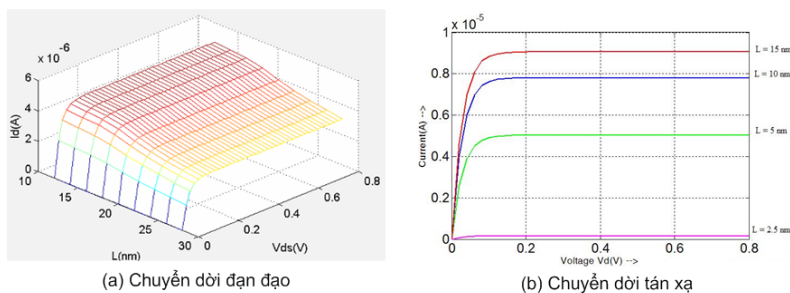 x 10⁻⁶
6
4
2
0
Id(A)
10
15
20
25
30
L(nm)
0
0.2
0.4
0.6
0.8
Vds(V)
(a) Chuyển dời đạn đạo
x 10⁻⁵
1
0.8
0.6
0.4
0.2
0
Current(A) -->
0
0.2
0.4
0.6
0.8
Voltage Vd(V) -->
L = 15 nm
L = 10 nm
L = 5 nm
L = 2.5 nm
(b) Chuyển dời tán xạ